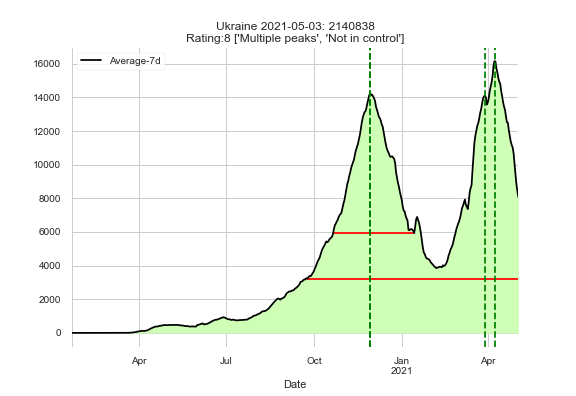 Ukraine 2021-05-03: 2140838
Rating:8 ['Multiple peaks', 'Not in control']
Average-7d
16000
14000
12000
10000
8000
6000
4000
2000
0
Apr
Jul
Oct
Jan
2021
Apr
Date